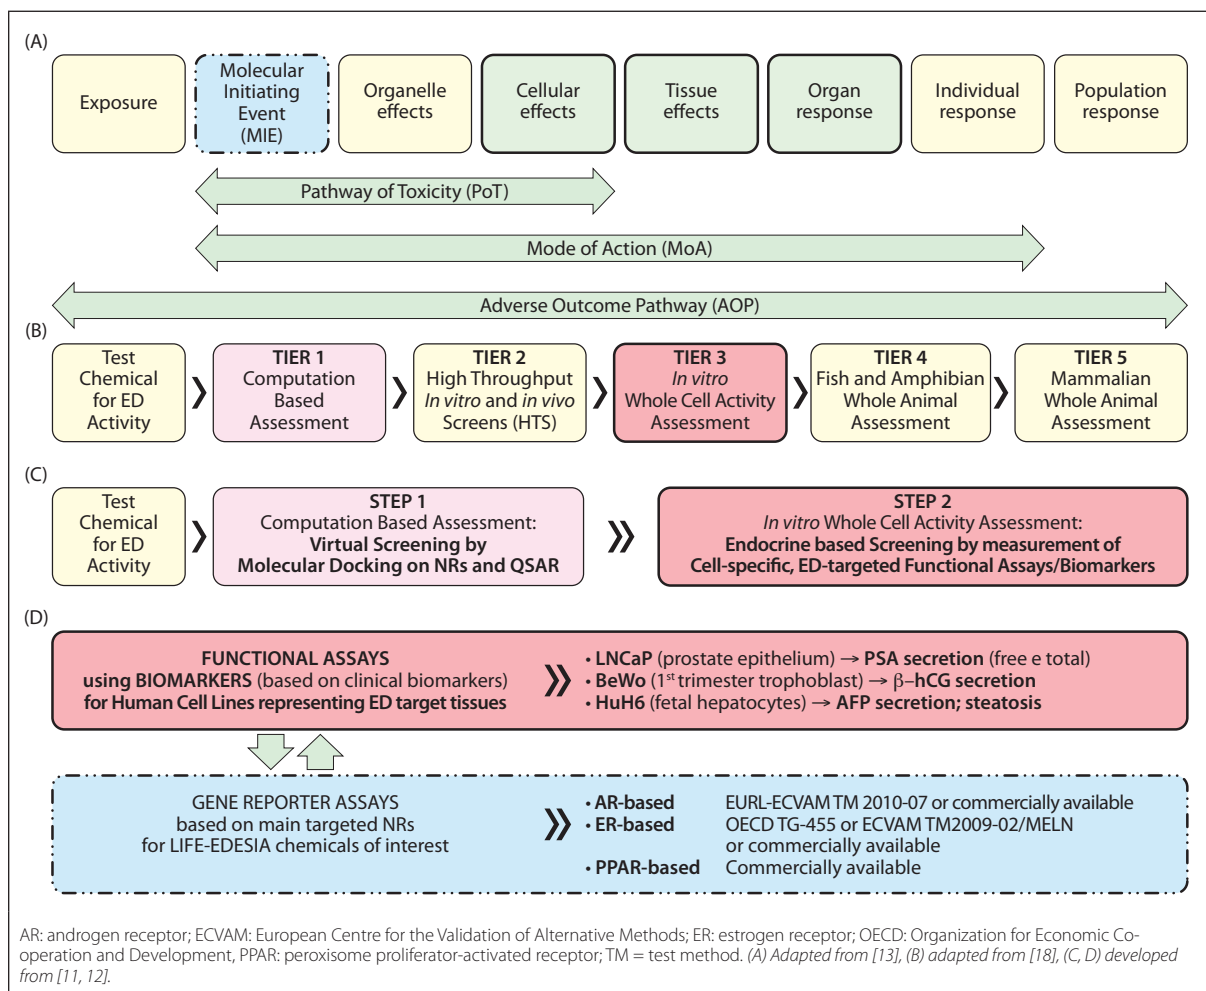 (A)
Exposure
Molecular
Initiating
Event
(MIE)
Organelle
effects
Cellular
effects
Tissue
effects
Organ
response
Individual
response
Population
response
Pathway of Toxicity (PoT)
Mode of Action (MoA)
Adverse Outcome Pathway (AOP)
(B)
Test
Chemical
for ED
Activity
TIER 1
Computation
Based
Assessment
TIER 2
High Throughput
In vitro and in vivo
Screens (HTS)
TIER 3
In vitro
Whole Cell Activity
Assessment
TIER 4
Fish and Amphibian
Whole Animal
Assessment
TIER 5
Mammalian
Whole Animal
Assessment
(C)
Test
Chemical
for ED
Activity
STEP 1
Computation Based Assessment:
Virtual Screening by
Molecular Docking on NRs and QSAR
STEP 2
In vitro Whole Cell Activity Assessment:
Endocrine based Screening by measurement of
Cell-specific, ED-targeted Functional Assays/Biomarkers
(D)
FUNCTIONAL ASSAYS
using BIOMARKERS (based on clinical biomarkers)
for Human Cell Lines representing ED target tissues
• LNCaP (prostate epithelium) → PSA secretion (free e total)
• BeWo (1st trimester trophoblast) → β–hCG secretion
• HuH6 (fetal hepatocytes) → AFP secretion; steatosis
GENE REPORTER ASSAYS
based on main targeted NRs
for LIFE-EDESIA chemicals of interest
• AR-based EURL-ECVAM TM 2010-07 or commercially available
• ER-based OECD TG-455 or ECVAM TM2009-02/MELN
or commercially available
• PPAR-based Commercially available
AR: androgen receptor; ECVAM: European Centre for the Validation of Alternative Methods; ER: estrogen receptor; OECD: Organization for Economic Co-
operation and Development, PPAR: peroxisome proliferator-activated receptor; TM = test method. (A) Adapted from [13], (B) adapted from [18], (C, D) developed
from [11, 12].